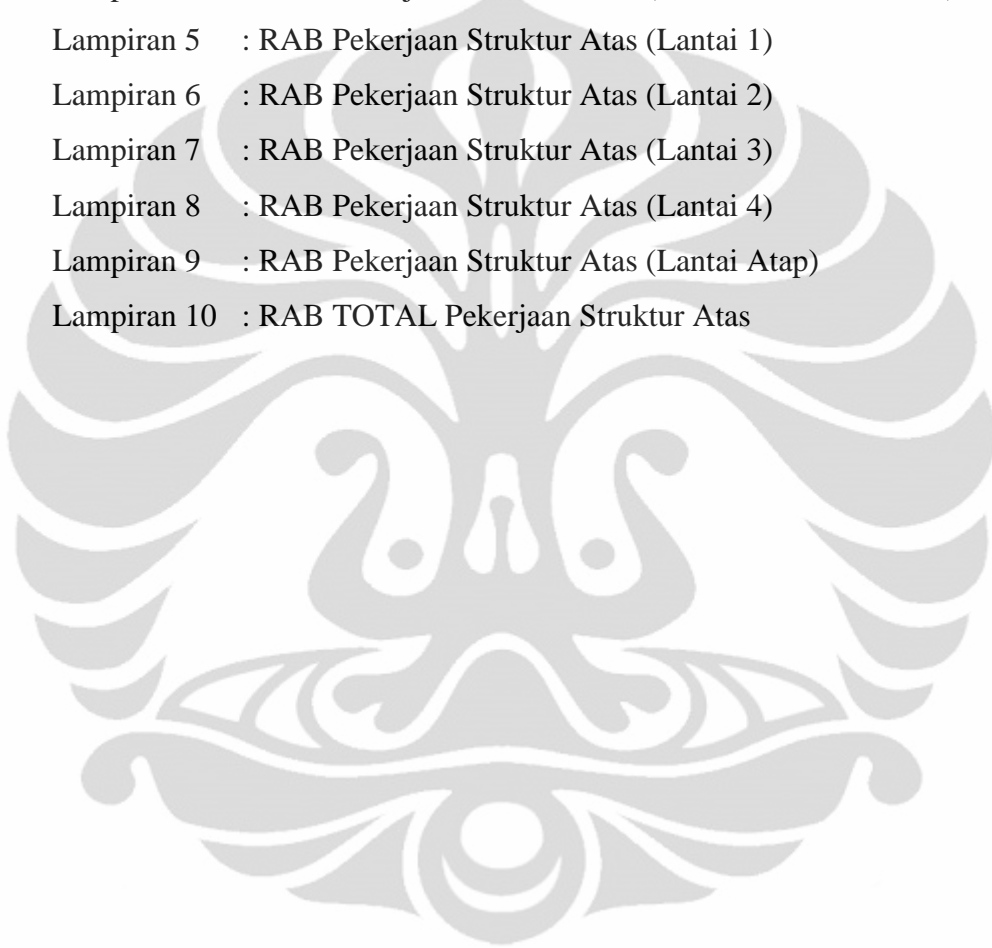 Lampiran 5 : RAB Pekerjaan Struktur Atas (Lantai 1)
Lampiran 6 : RAB Pekerjaan Struktur Atas (Lantai 2)
Lampiran 7 : RAB Pekerjaan Struktur Atas (Lantai 3)
Lampiran 8 : RAB Pekerjaan Struktur Atas (Lantai 4)
Lampiran 9 : RAB Pekerjaan Struktur Atas (Lantai Atap)
Lampiran 10 : RAB TOTAL Pekerjaan Struktur Atas